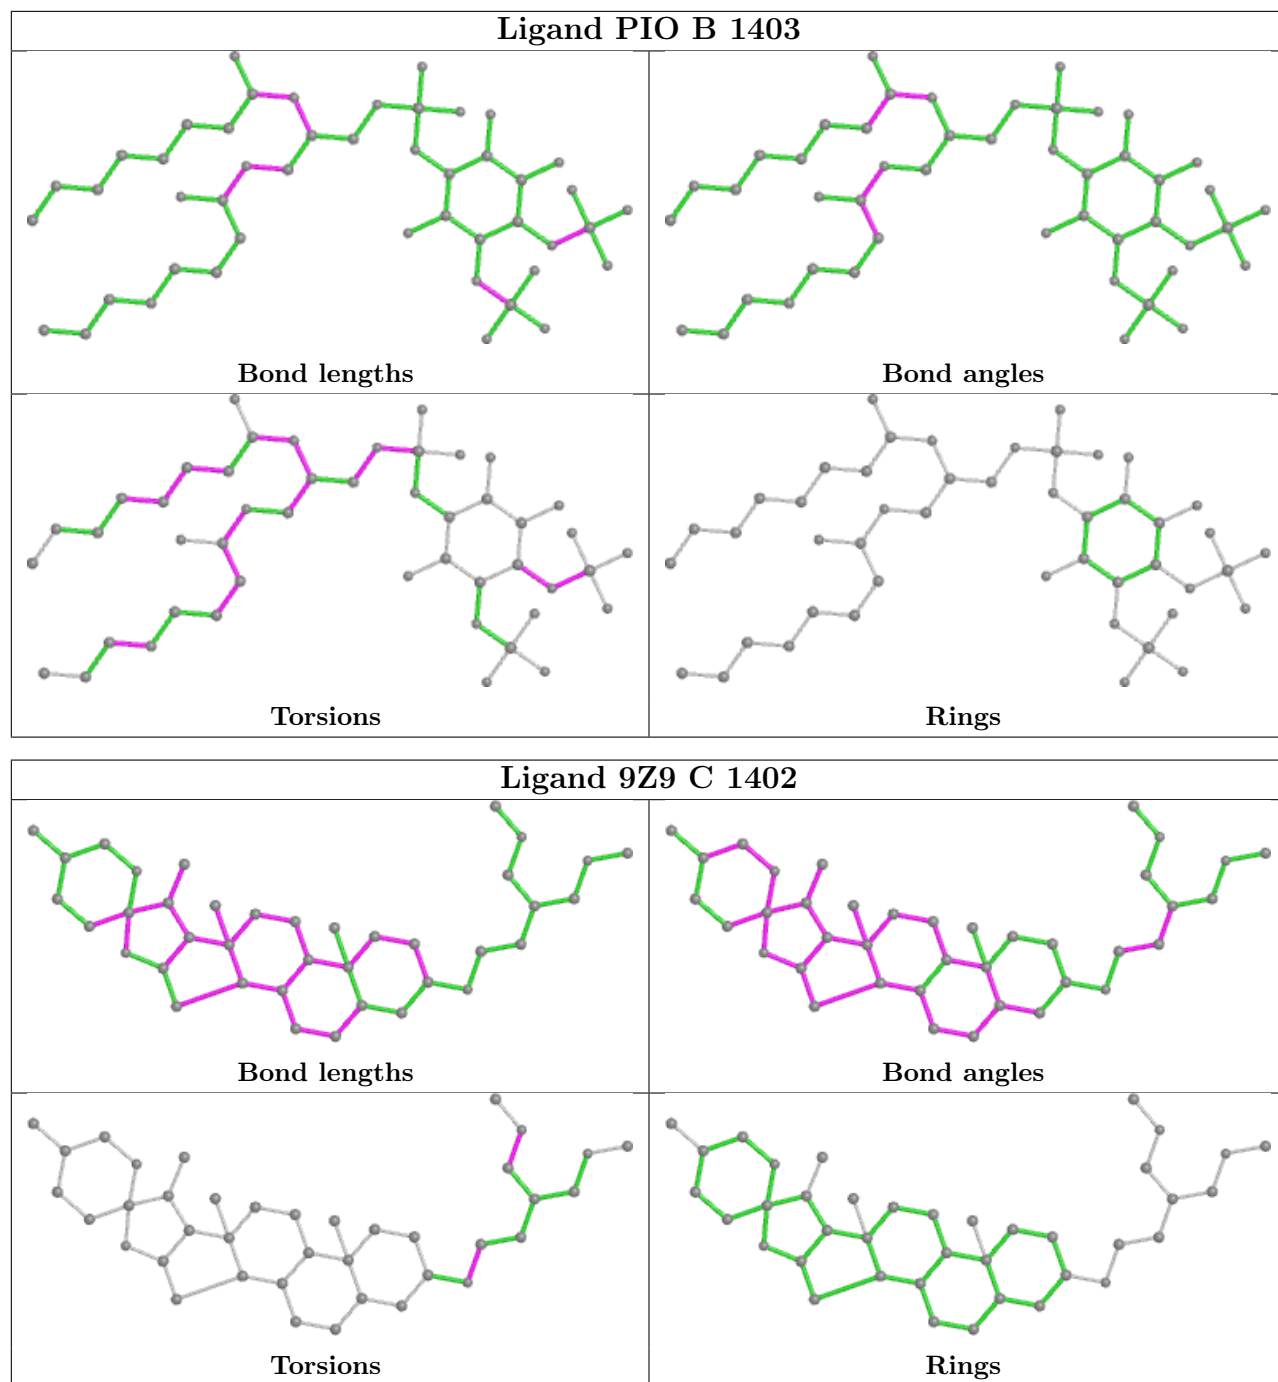 Ligand PIO B 1403
Bond lengths
Bond angles
Torsions
Rings
Ligand 9Z9 C 1402
Bond lengths
Bond angles
Torsions
Rings